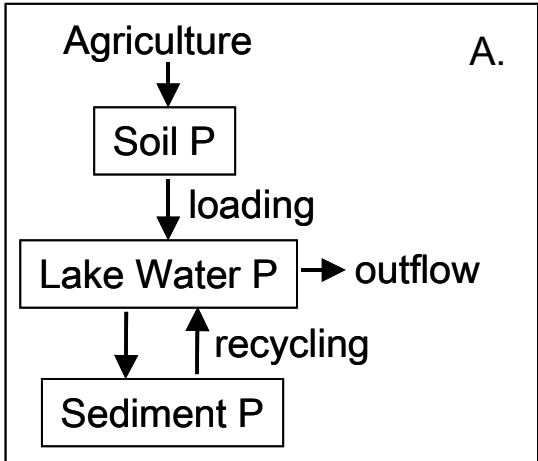 Agriculture
A.
Soil P
loading
Lake Water P
outflow
recycling
Sediment P